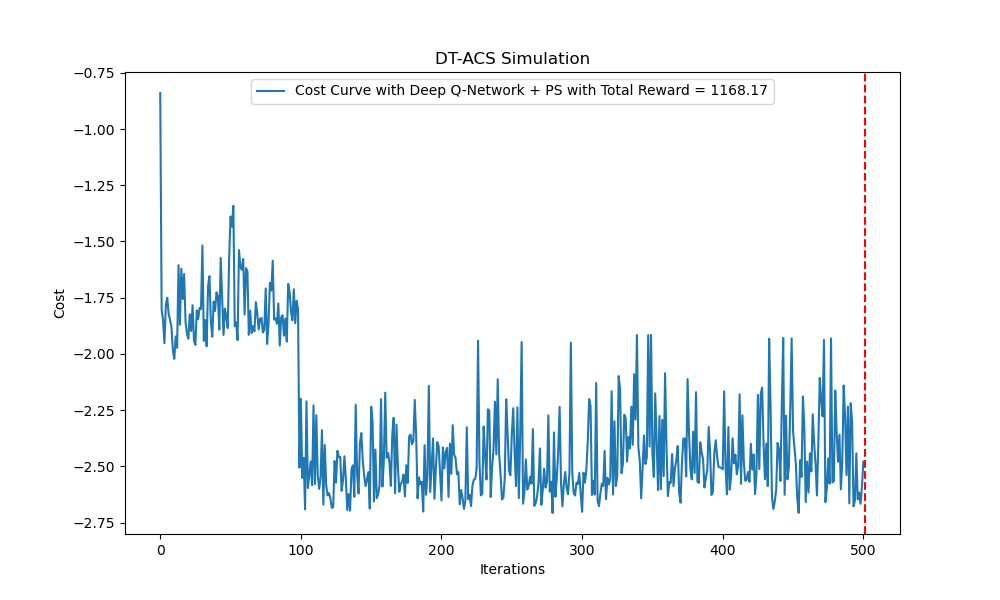 DT-ACS Simulation
Cost Curve with Deep Q-Network + PS with Total Reward = 1168.17
Cost
−0.75
−1.00
−1.25
−1.50
−1.75
−2.00
−2.25
−2.50
−2.75
0 100 200 300 400 500
Iterations